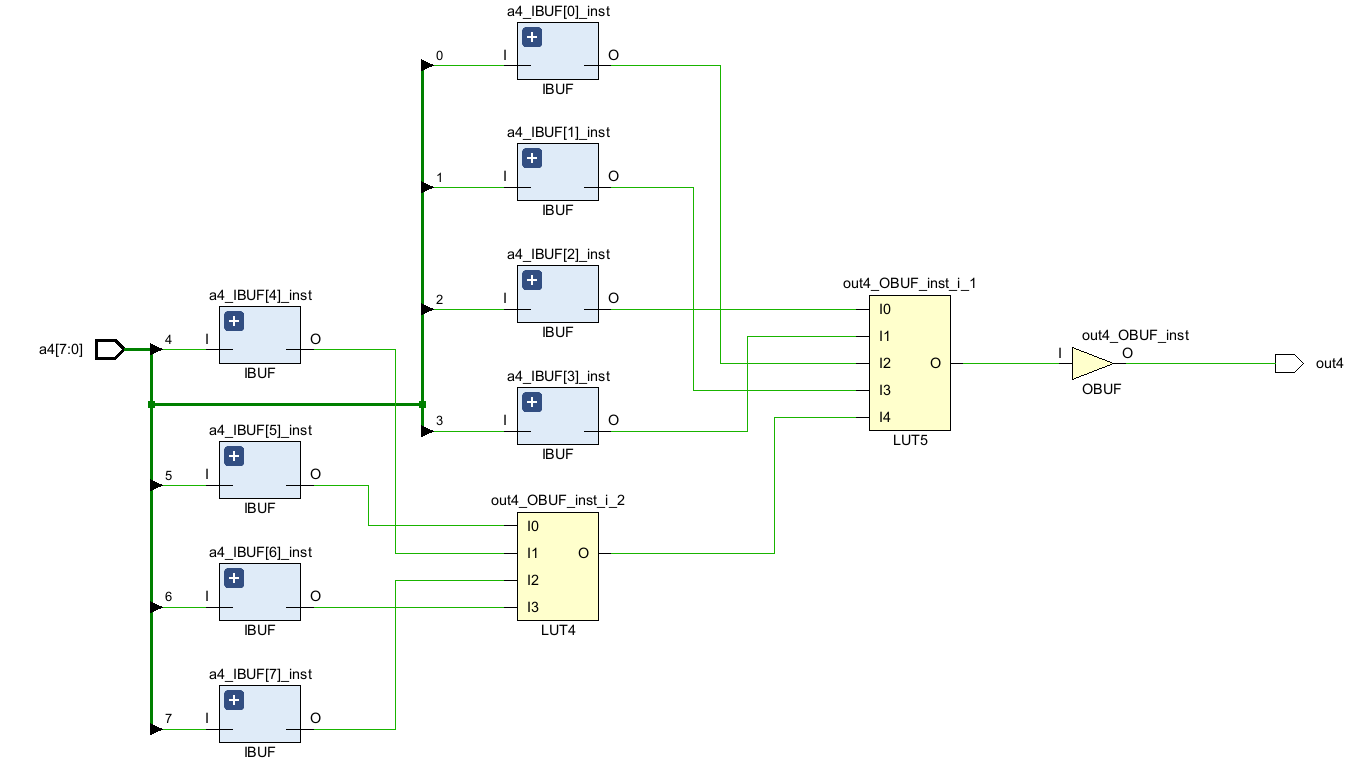 a4_IBUF[0]_inst
0
I
O
IBUF
a4_IBUF[1]_inst
1
I
O
IBUF
a4_IBUF[2]_inst
2
I
O
IBUF
a4_IBUF[3]_inst
3
I
O
IBUF
a4[7:0]
a4_IBUF[4]_inst
4
I
O
IBUF
a4_IBUF[5]_inst
5
I
O
IBUF
a4_IBUF[6]_inst
6
I
O
IBUF
a4_IBUF[7]_inst
7
I
O
IBUF
out4_OBUF_inst_i_2
I0
I1
O
I2
I3
LUT4
out4_OBUF_inst_i_1
I0
I1
I2
O
I3
I4
LUT5
out4_OBUF_inst
I
O
OBUF
out4